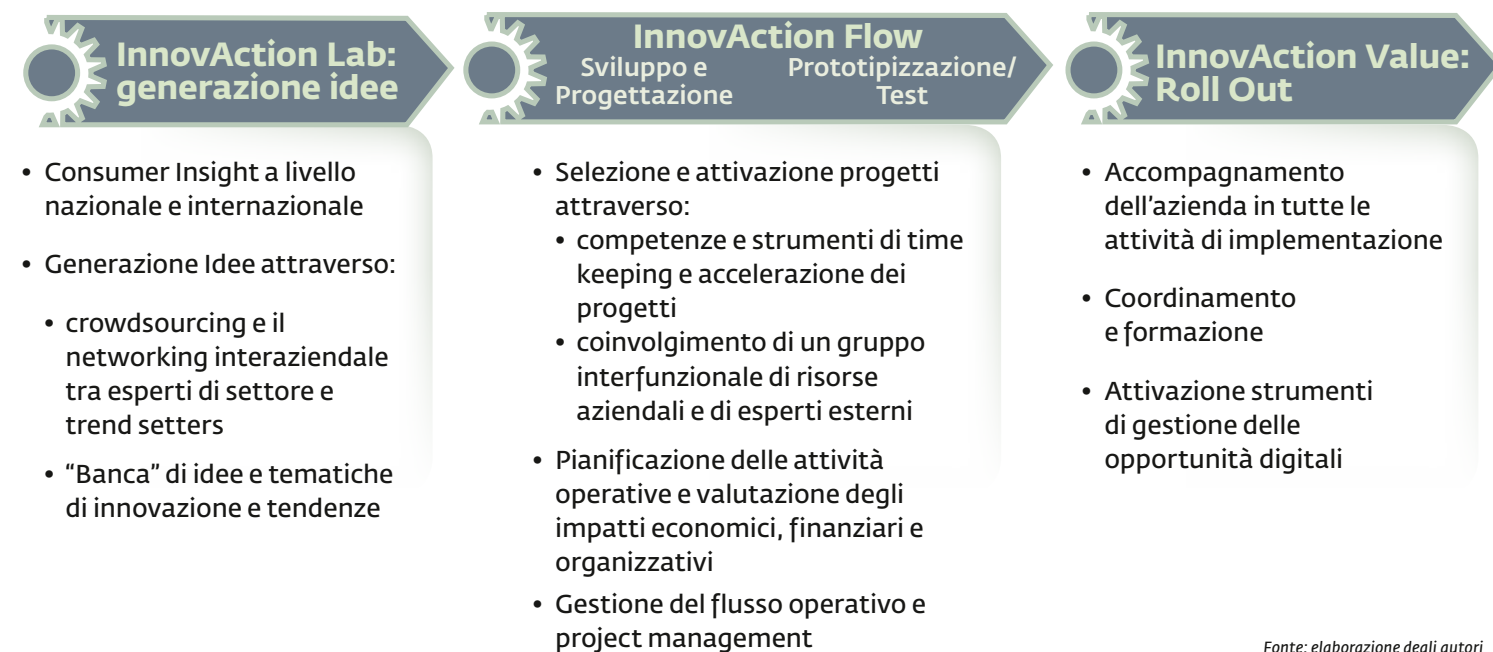 InnovAction Lab:
generazione idee
• Consumer Insight a livello
nazionale e internazionale
• Generazione Idee attraverso:
• crowdsourcing e il
networking interaziendale
tra esperti di settore e
trend setters
• “Banca” di idee e tematiche
di innovazione e tendenze
InnovAction Flow
Sviluppo e
Progettazione
Prototipizzazione/
Test
• Selezione e attivazione progetti
attraverso:
• competenze e strumenti di time
keeping e accelerazione dei
progetti
• coinvolgimento di un gruppo
interfunzionale di risorse
aziendali e di esperti esterni
• Pianificazione delle attività
operative e valutazione degli
impatti economici, finanziari e
organizzativi
• Gestione del flusso operativo e
project management
InnovAction Value:
Roll Out
• Accompagnamento
dell’azienda in tutte le
attività di implementazione
• Coordinamento
e formazione
• Attivazione strumenti
di gestione delle
opportunità digitali
Fonte: elaborazione degli autori